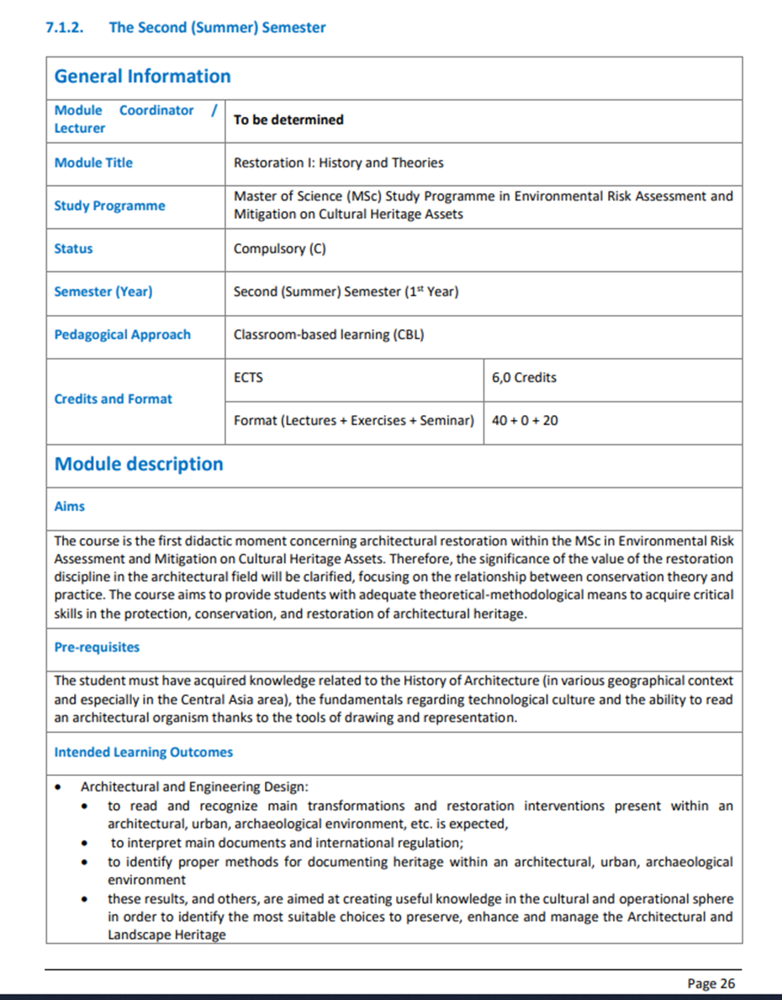 7.1.2. The Second (Summer) Semester
General Information
Module Coordinator /
Lecturer
To be determined
Module Title
Restoration I: History and Theories
Study Programme
Master of Science (MSc) Study Programme in Environmental Risk Assessment and
Mitigation on Cultural Heritage Assets
Status
Compulsory (C)
Semester (Year)
Second (Summer) Semester (1st Year)
Pedagogical Approach
Classroom-based learning (CBL)
Credits and Format
ECTS
6,0 Credits
Format (Lectures + Exercises + Seminar)
40 + 0 + 20
Module description
Aims
The course is the first didactic moment concerning architectural restoration within the MSc in Environmental Risk
Assessment and Mitigation on Cultural Heritage Assets. Therefore, the significance of the value of the restoration
discipline in the architectural field will be clarified, focusing on the relationship between conservation theory and
practice. The course aims to provide students with adequate theoretical-methodological means to acquire critical
skills in the protection, conservation, and restoration of architectural heritage.
Pre-requisites
The student must have acquired knowledge related to the History of Architecture (in various geographical context
and especially in the Central Asia area), the fundamentals regarding technological culture and the ability to read
an architectural organism thanks to the tools of drawing and representation.
Intended Learning Outcomes
• Architectural and Engineering Design:
• to read and recognize main transformations and restoration interventions present within an
architectural, urban, archaeological environment, etc. is expected,
• to interpret main documents and international regulation;
• to identify proper methods for documenting heritage within an architectural, urban, archaeological
environment
• these results, and others, are aimed at creating useful knowledge in the cultural and operational sphere
in order to identify the most suitable choices to preserve, enhance and manage the Architectural and
Landscape Heritage
Page 26